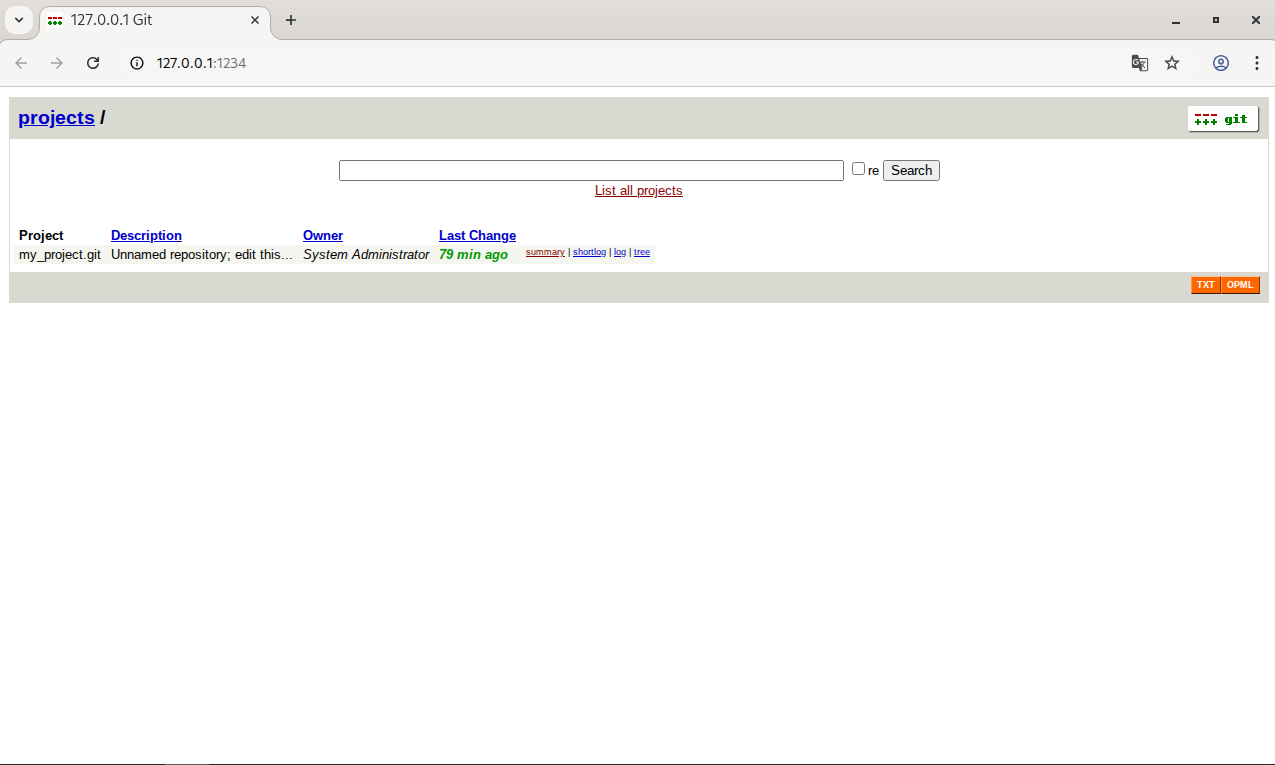 127.0.0.1 Git
127.0.0.1:1234
projects /
git
re Search
List all projects
Project Description Owner Last Change
my_project.git Unnamed repository; edit this... System Administrator 79 min ago summary | shortlog | log | tree
TXT OPML